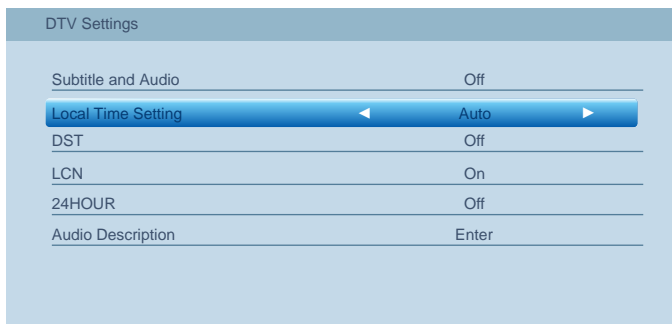 DTV Settings
Subtitle and Audio Off
Local Time Setting Auto
DST Off
LCN On
24HOUR Off
Audio Description Enter